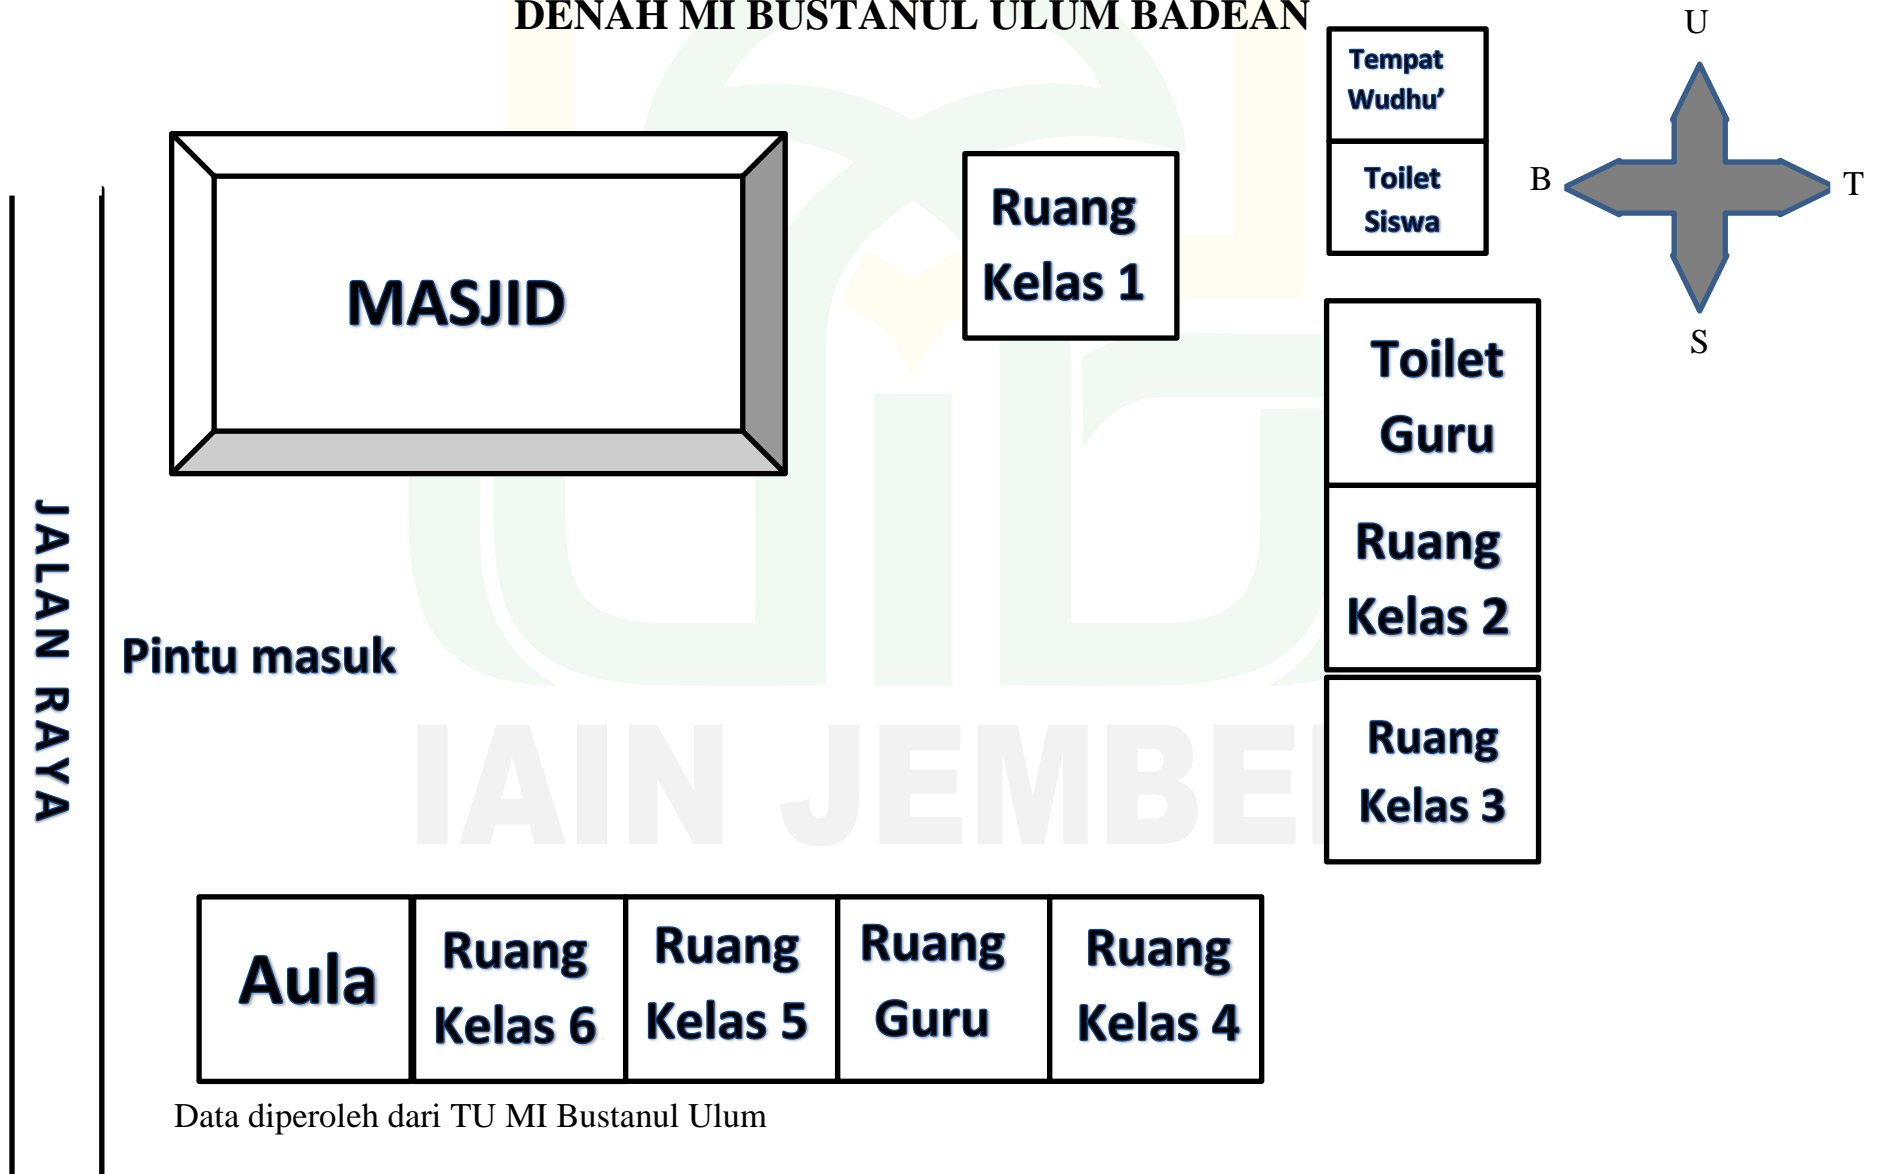 DENAH MI BUSTANUL ULUM BADEAN
U
B
T
S
Tempat
Wudhu’
Toilet
Siswa
MASJID
Ruang
Kelas 1
Toilet
Guru
Ruang
Kelas 2
Ruang
Kelas 3
JALAN RAYA
Pintu masuk
IAIN JEMBE
Aula
Ruang
Kelas 6
Ruang
Kelas 5
Ruang
Guru
Ruang
Kelas 4
Data diperoleh dari TU MI Bustanul Ulum